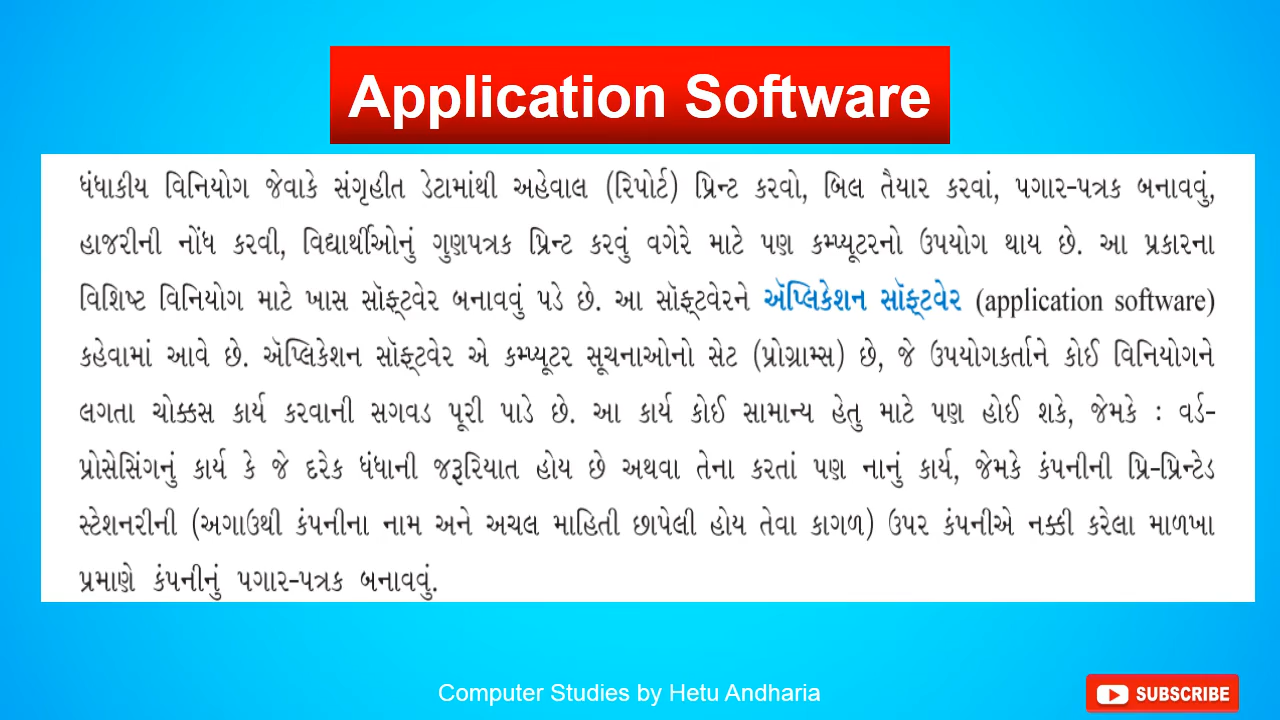 Application Software
ધંધાકીય વિનિયોગ જેવાકે સંગૃહીત ડેટામાંથી અહેવાલ (રિપોર્ટ) પ્રિન્ટ કરવો, બિલ તૈયાર કરવાં, પગાર-પત્રક બનાવવું,
હાજરીની નોંધ કરવી, વિદ્યાર્થીઓનું ગુણપત્રક પ્રિન્ટ કરવું વગેરે માટે પણ કમ્પ્યૂટરનો ઉપયોગ થાય છે. આ પ્રકારના
વિશિષ્ટ વિનિયોગ માટે ખાસ સૉફ્ટવેર બનાવવું પડે છે. આ સૉફ્ટવેરને ઍપ્લિકેશન સૉફ્ટવેર (application software)
કહેવામાં આવે છે. ઍપ્લિકેશન સૉફ્ટવેર એ કમ્પ્યૂટર સૂચનાઓનો સેટ (પ્રોગ્રામ્સ) છે, જે ઉપયોગકર્તાને કોઈ વિનિયોગને
લગતા ચોક્કસ કાર્ય કરવાની સગવડ પૂરી પાડે છે. આ કાર્ય કોઈ સામાન્ય હેતુ માટે પણ હોઈ શકે, જેમકે : વર્ડ-
પ્રોસેસિંગનું કાર્ય કે જે દરેક ધંધાની જરૂરિયાત હોય છે અથવા તેના કરતાં પણ નાનું કાર્ય, જેમકે કંપનીની પ્રિ-પ્રિન્ટેડ
સ્ટેશનરીની (અગાઉથી કંપનીના નામ અને અચલ માહિતી છાપેલી હોય તેવા કાગળ) ઉપર કંપનીએ નક્કી કરેલા માળખા
પ્રમાણે કંપનીનું પગાર-પત્રક બનાવવું.
Computer Studies by Hetu Andharia
SUBSCRIBE